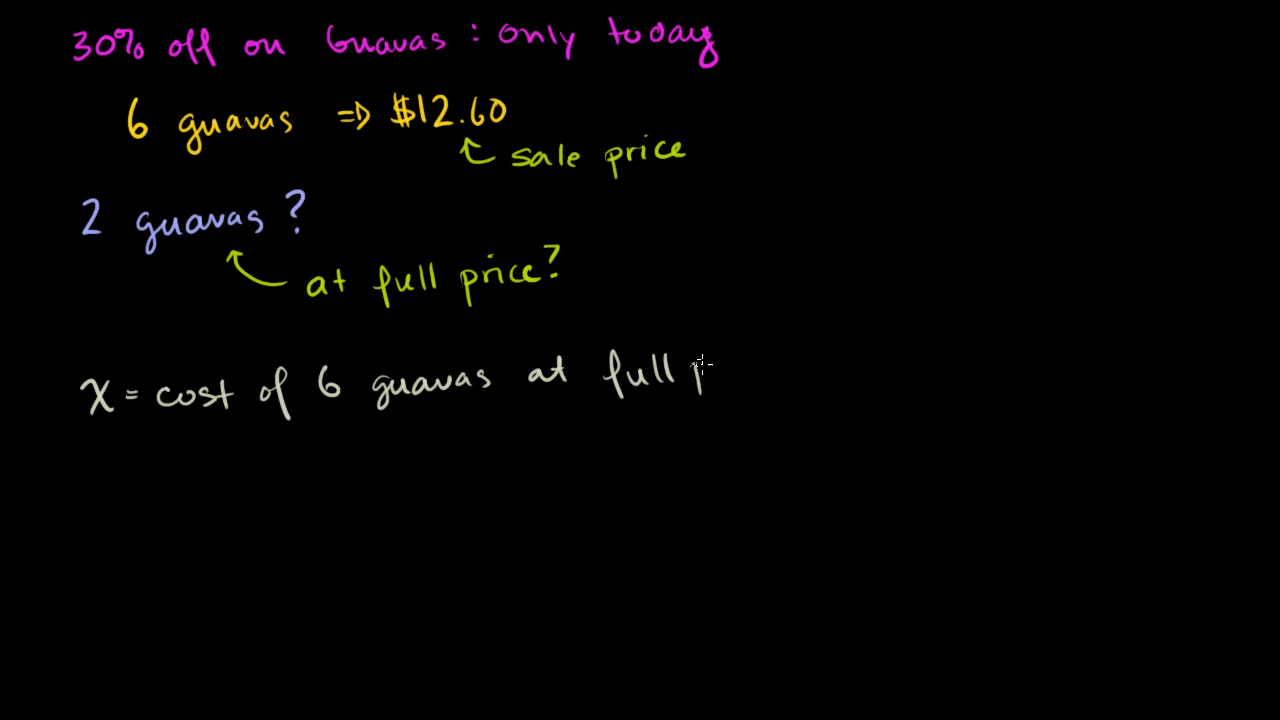 30% off on Guavas : only today
6 guavas ⇒ $12.60
sale price
2 guavas ?
at full price?
x = cost of 6 guavas at full p